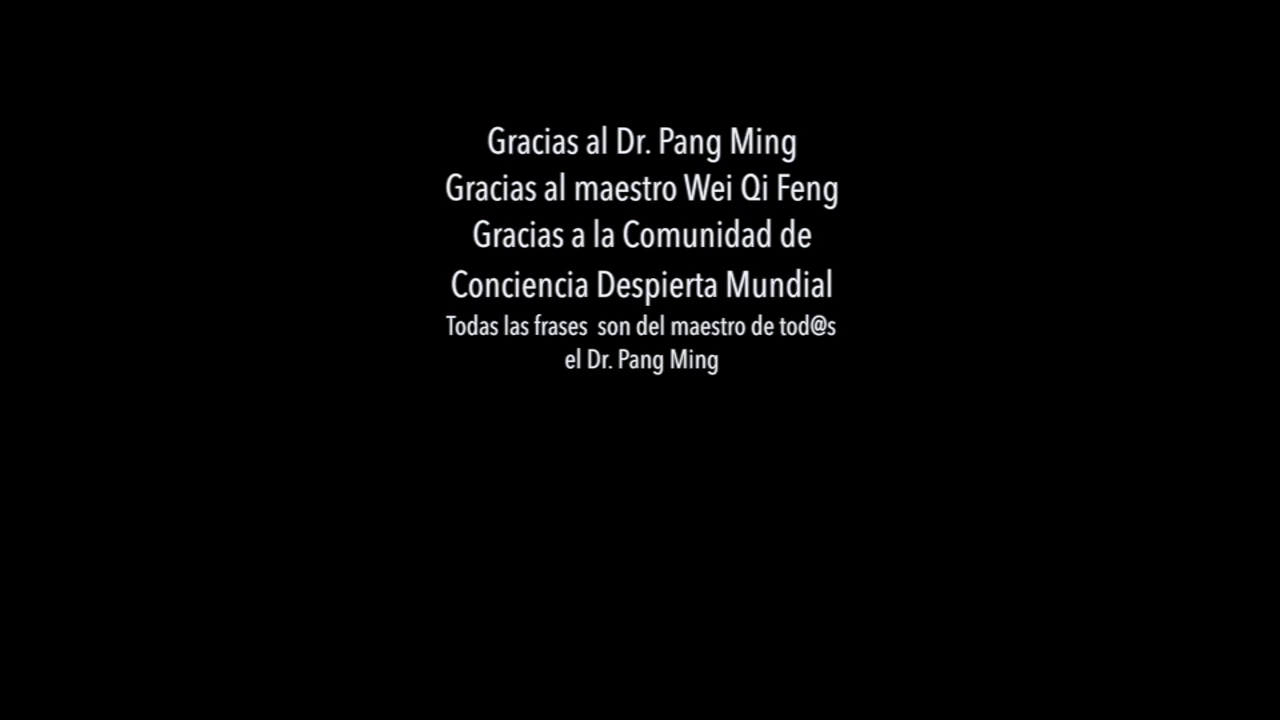 Gracias al Dr. Pang Ming
Gracias al maestro Wei Qi Feng
Gracias a la Comunidad de
Conciencia Despierta Mundial
Todas las frases  son del maestro de tod@s
el Dr. Pang Ming